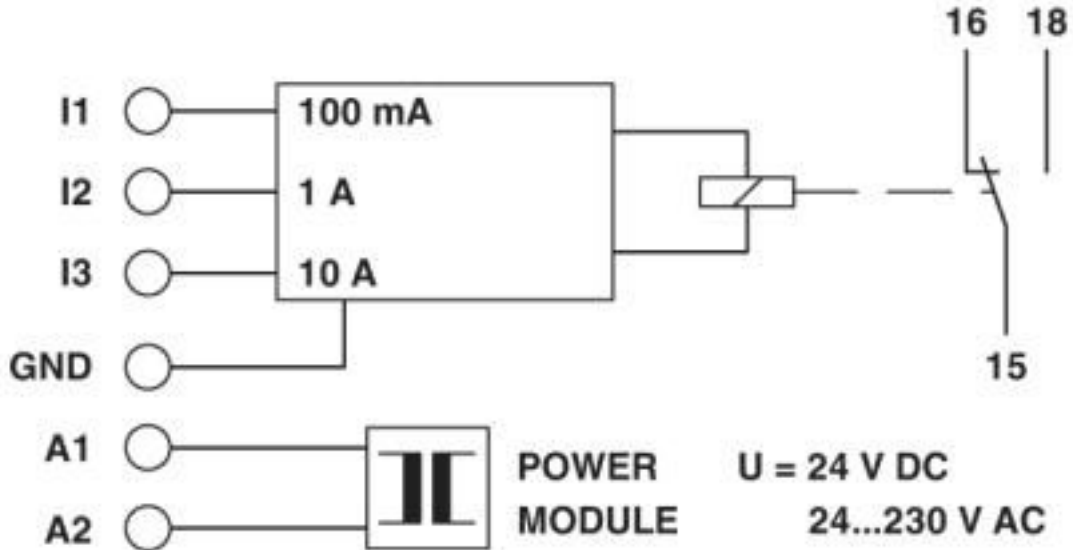 16 18
I1
100 mA
I2
1 A
I3
10 A
GND
15
A1
POWER U = 24 V DC
A2
MODULE 24...230 V AC